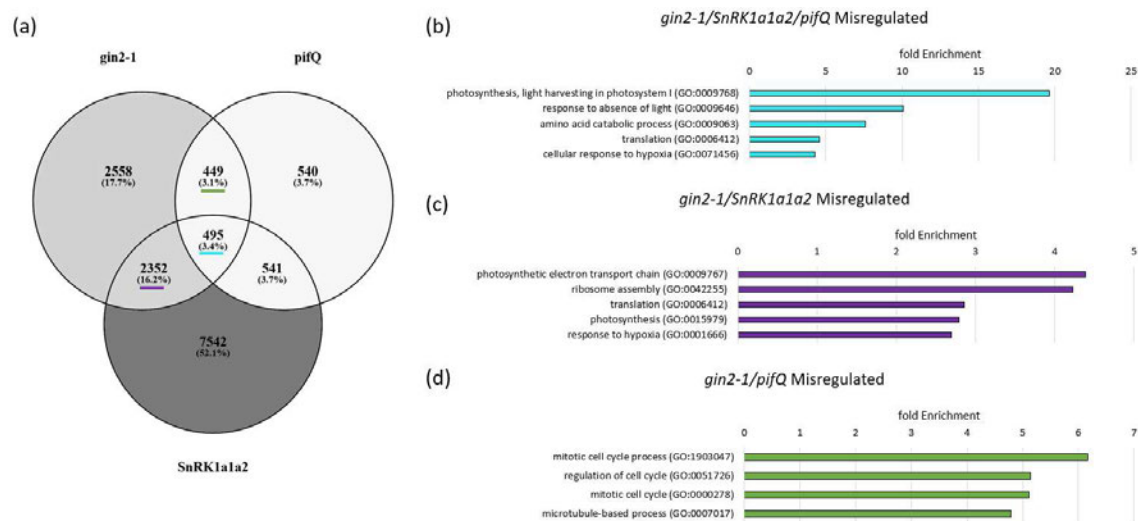 (a)
gin2-1
pifQ
2558
(17.7%)
449
(3.1%)
540
(3.7%)
495
(3.4%)
2352
(16.2%)
541
(3.7%)
7542
(52.1%)
SnRK1a1a2
(b)
gin2-1/SnRK1a1a2/pifQ Misregulated
fold Enrichment
0 5 10 15 20 25
photosynthesis, light harvesting in photosystem I (GO:0009768)
response to absence of light (GO:0009646)
amino acid catabolic process (GO:0009063)
translation (GO:0006412)
cellular response to hypoxia (GO:0071456)
(c)
gin2-1/SnRK1a1a2 Misregulated
fold Enrichment
0 1 2 3 4 5
photosynthetic electron transport chain (GO:0009767)
ribosome assembly (GO:0042255)
translation (GO:0006412)
photosynthesis (GO:0015979)
response to hypoxia (GO:0001666)
(d)
gin2-1/pifQ Misregulated
fold Enrichment
0 1 2 3 4 5 6 7
mitotic cell cycle process (GO:1903047)
regulation of cell cycle (GO:0051726)
mitotic cell cycle (GO:0000278)
microtubule-based process (GO:0007017)